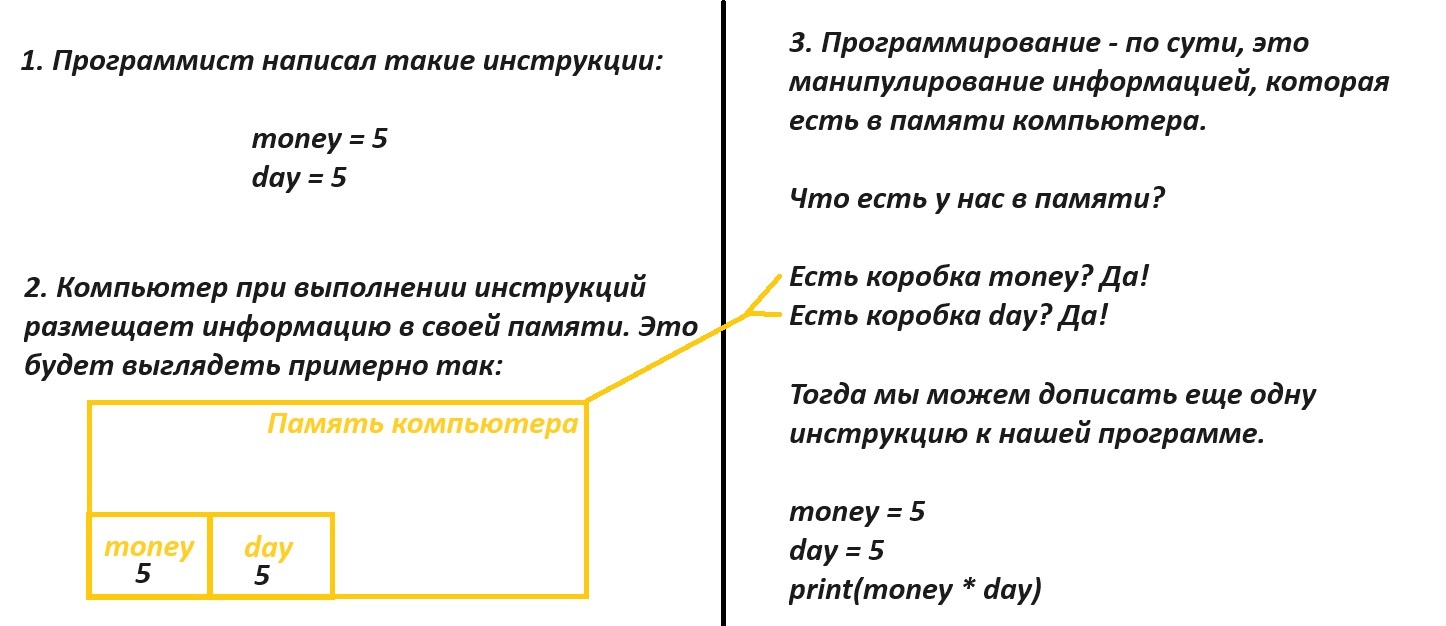 1. Программист написал такие инструкции:
money = 5
day = 5
2. Компьютер при выполнении инструкций
размещает информацию в своей памяти. Это
будет выглядеть примерно так:
Память компьютера
money
5
day
5
3. Программирование - по сути, это
манипулирование информацией, которая
есть в памяти компьютера.
Что есть у нас в памяти?
Есть коробка money? Да!
Есть коробка day? Да!
Тогда мы можем дописать еще одну
инструкцию к нашей программе.
money = 5
day = 5
print(money * day)